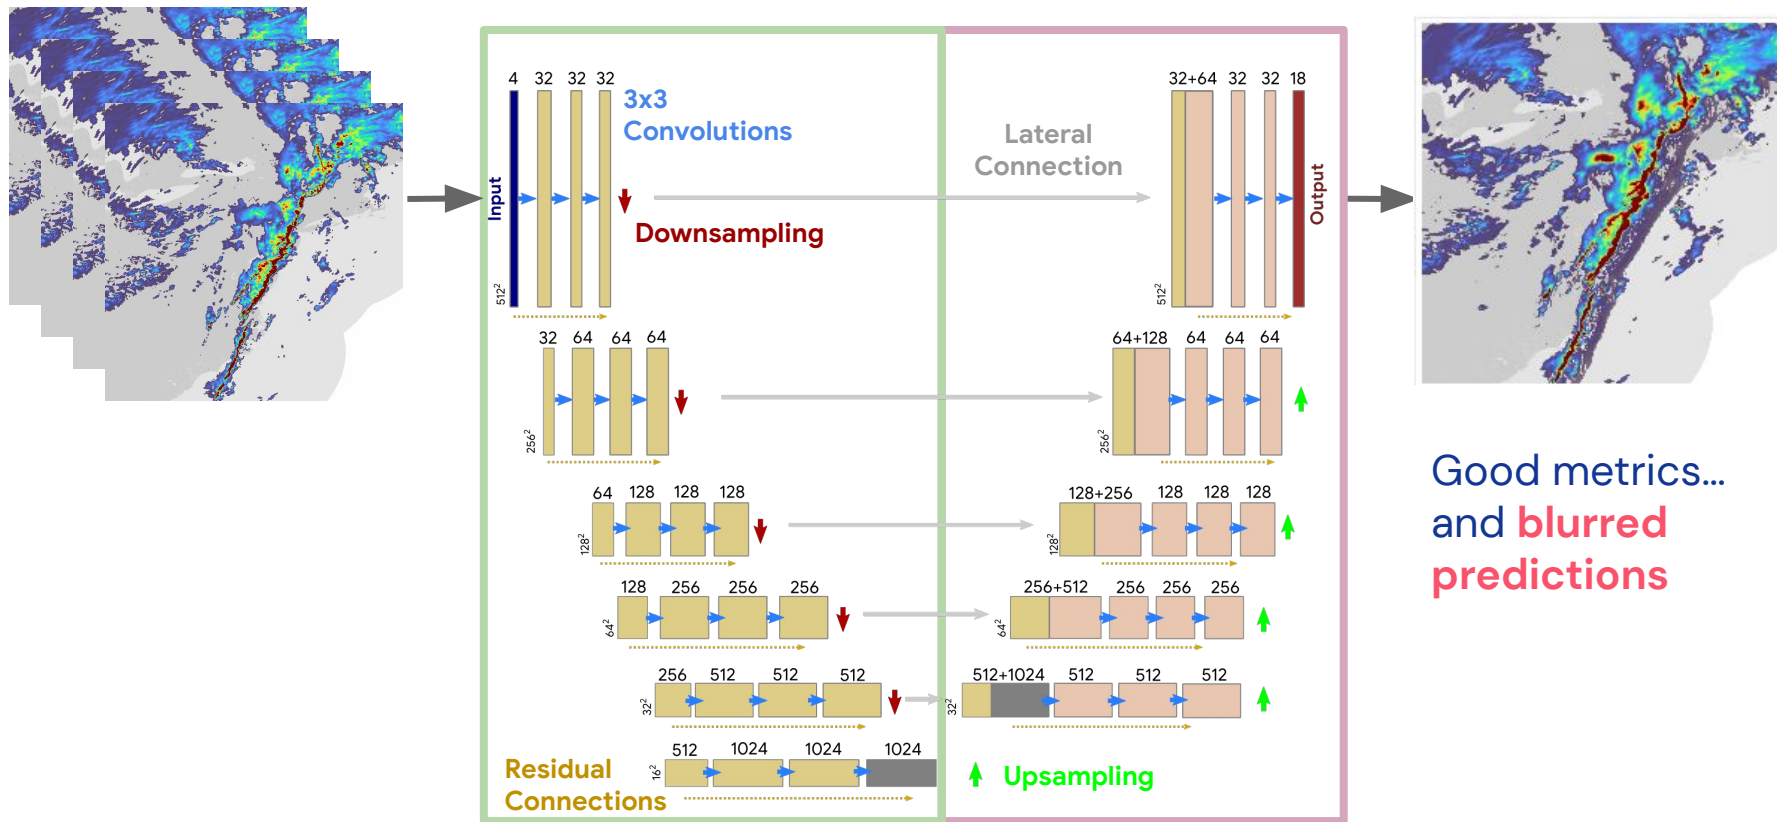 4 32 32 32
3x3
Convolutions
Input
512²
Downsampling
Lateral
Connection
32+64 32 32 18
Output
512²
32 64 64 64
256²
64+128 64 64 64
256²
64 128 128 128
128²
128+256 128 128 128
128²
128 256 256 256
64²
256+512 256 256 256
64²
256 512 512 512
32²
512+1024 512 512 512
32²
512 1024 1024 1024
16²
Residual
Connections
Upsampling
Good metrics...
and blurred
predictions